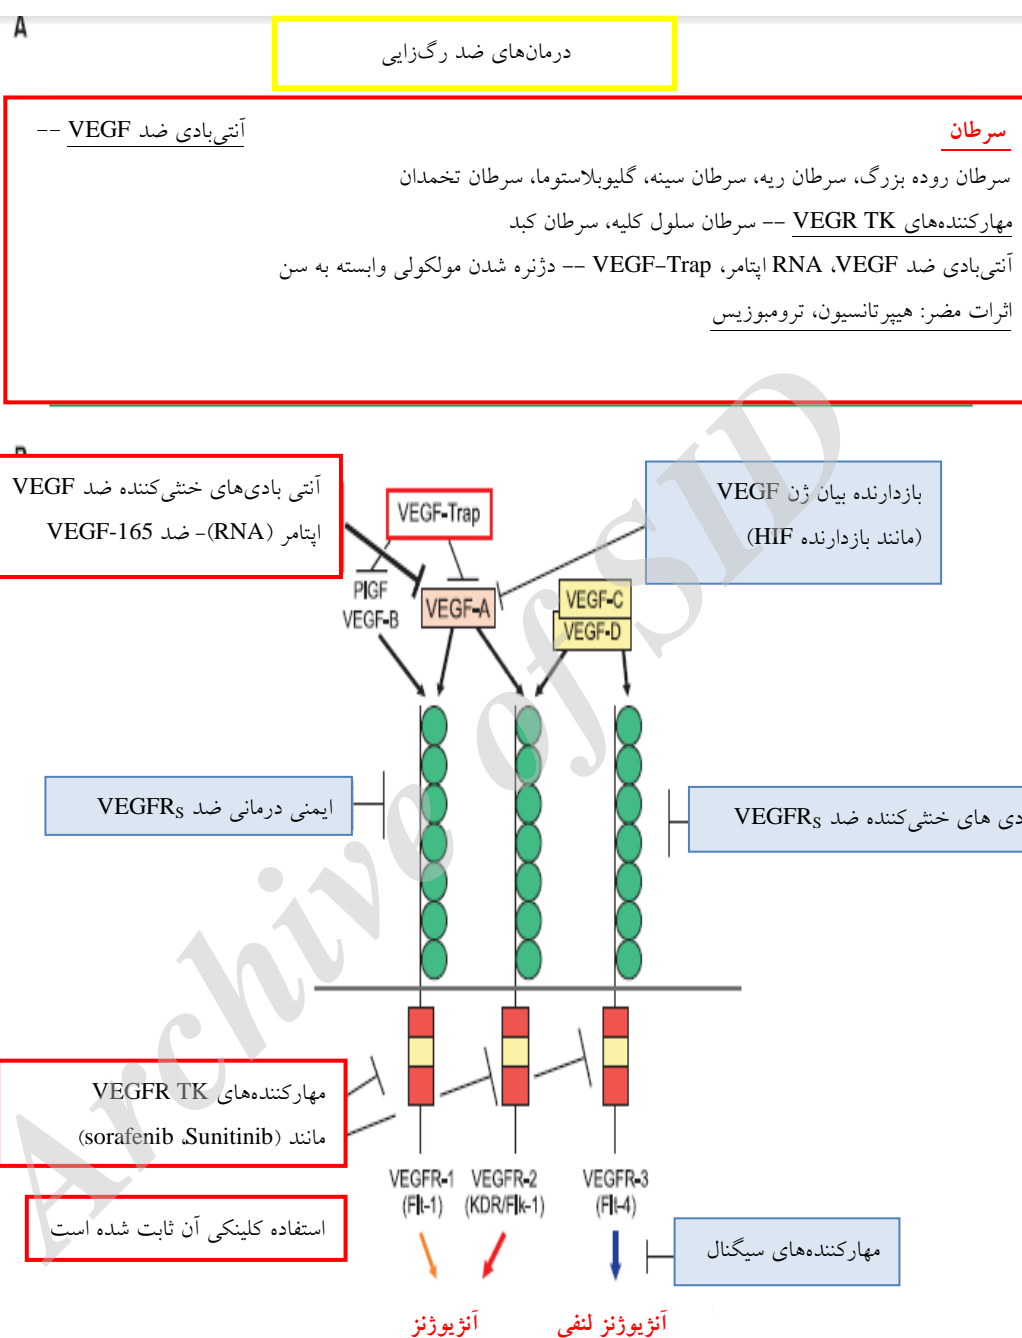 A
درمان‌های ضد رگ‌زایی
سرطان
آنتی‌بادی ضد VEGF --
سرطان روده بزرگ، سرطان ریه، سرطان سینه، گلیوبلاستوما، سرطان تخمدان
مهارکننده‌های VEGR TK -- سرطان سلول کلیه، سرطان کبد
آنتی‌بادی ضد VEGF، RNA اپتامر، VEGF-Trap -- دژنره شدن مولکولی وابسته به سن
اثرات مضر: هیپرتانسیون، ترومبوزیس
آنتی بادی‌های خنثی‌کننده ضد VEGF
اپتامر (RNA)- ضد VEGF-165
VEGF-Trap
بازدارنده بیان ژن VEGF
(مانند بازدارنده HIF)
PlGF
VEGF-B
VEGF-A
VEGF-C
VEGF-D
ایمنی درمانی ضد VEGFRs
های خنثی‌کننده ضد VEGFRs
مهارکننده‌های VEGFR TK
مانند (sorafenib ،Sunitinib)
VEGFR-1
(Flt-1)
VEGFR-2
(KDR/Flk-1)
VEGFR-3
(Flt-4)
استفاده کلینکی آن ثابت شده است
مهارکننده‌های سیگنال
آنژیوژنز
آنژیوژنز لنفی
Archive of SID